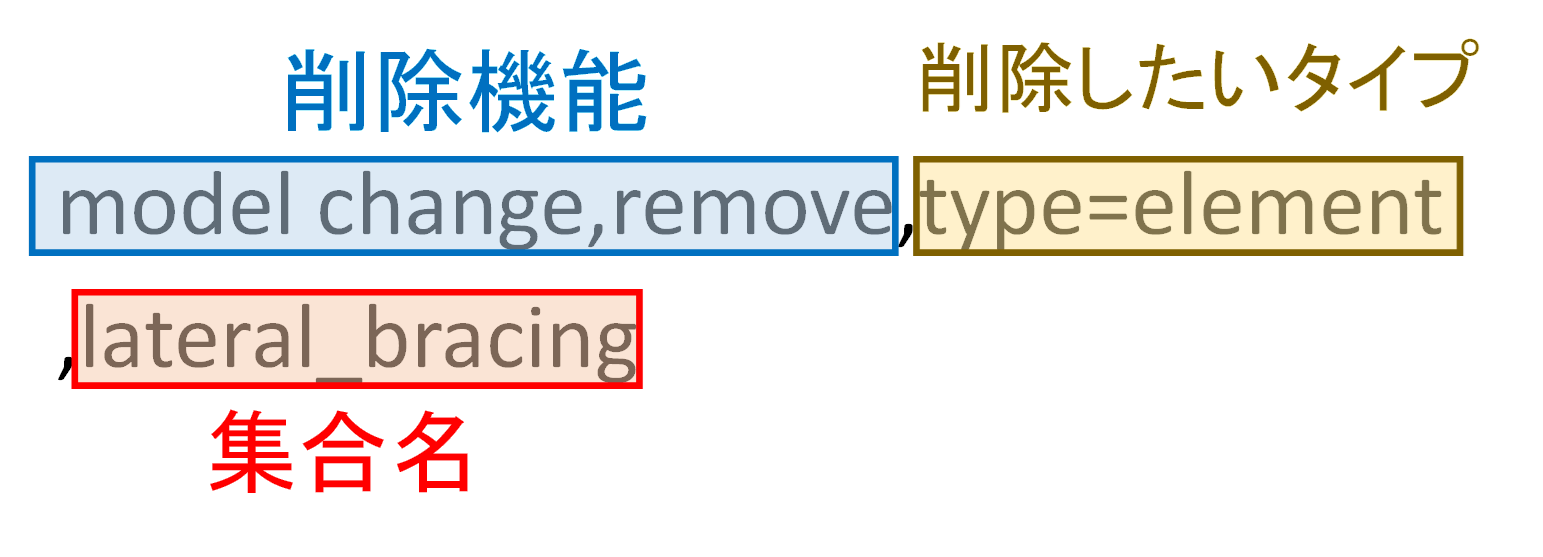 削除機能
削除したいタイプ
model change,remove,type=element
,lateral_bracing
集合名